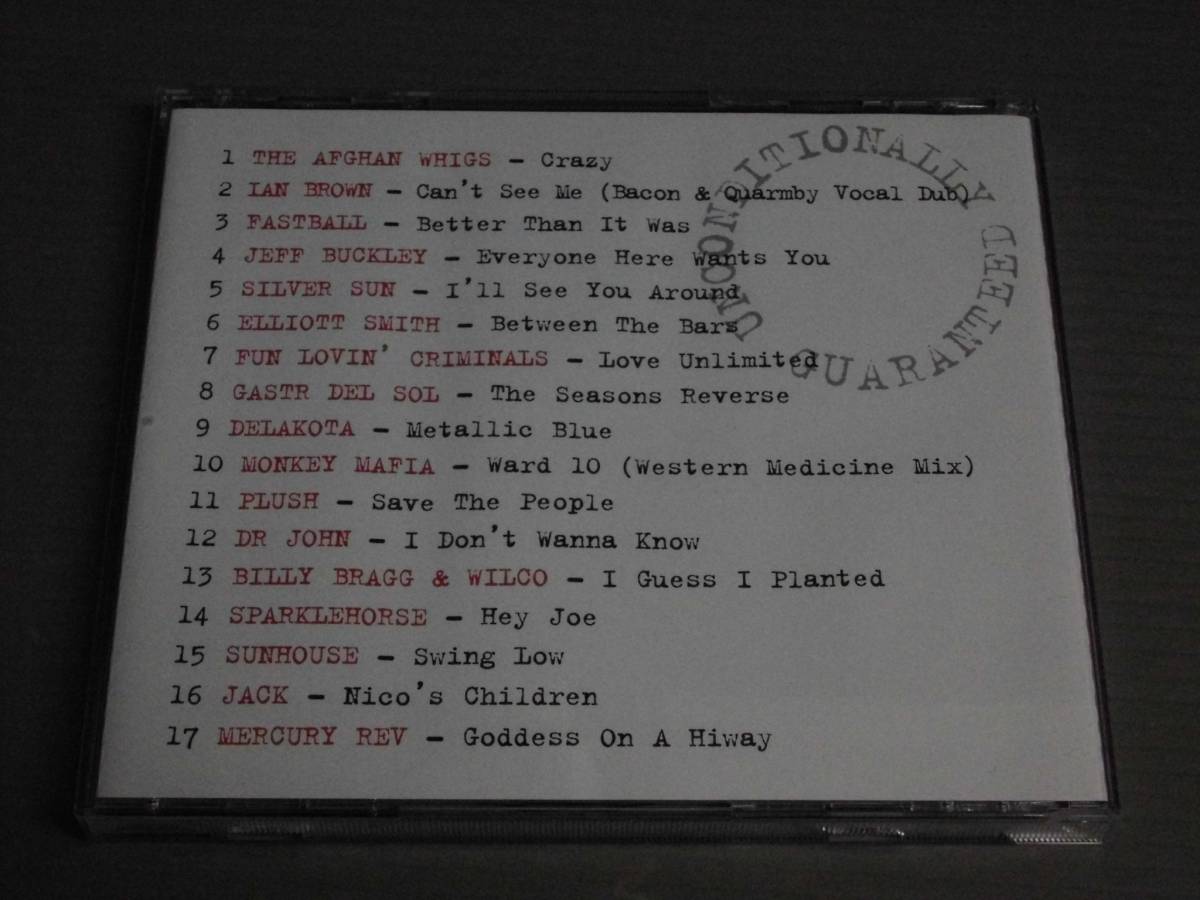 1 THE AFGHAN WHIGS – Crazy
2 IAN BROWN – Can't See Me (Bacon & Quarmby Vocal Dub)
3 FASTBALL – Better Than It Was
4 JEFF BUCKLEY – Everyone Here Wants You
5 SILVER SUN – I'll See You Around
6 ELLIOTT SMITH – Between The Bars
7 FUN LOVIN' CRIMINALS – Love Unlimited
8 GASTR DEL SOL – The Seasons Reverse
9 DELAKOTA – Metallic Blue
10 MONKEY MAFIA – Ward 10 (Western Medicine Mix)
11 PLUSH – Save The People
12 DR JOHN – I Don't Wanna Know
13 BILLY BRAGG & WILCO – I Guess I Planted
14 SPARKLEHORSE – Hey Joe
15 SUNHOUSE – Swing Low
16 JACK – Nico's Children
17 MERCURY REV – Goddess On A Hiway
UNCONDITIONALLY GUARANTEED